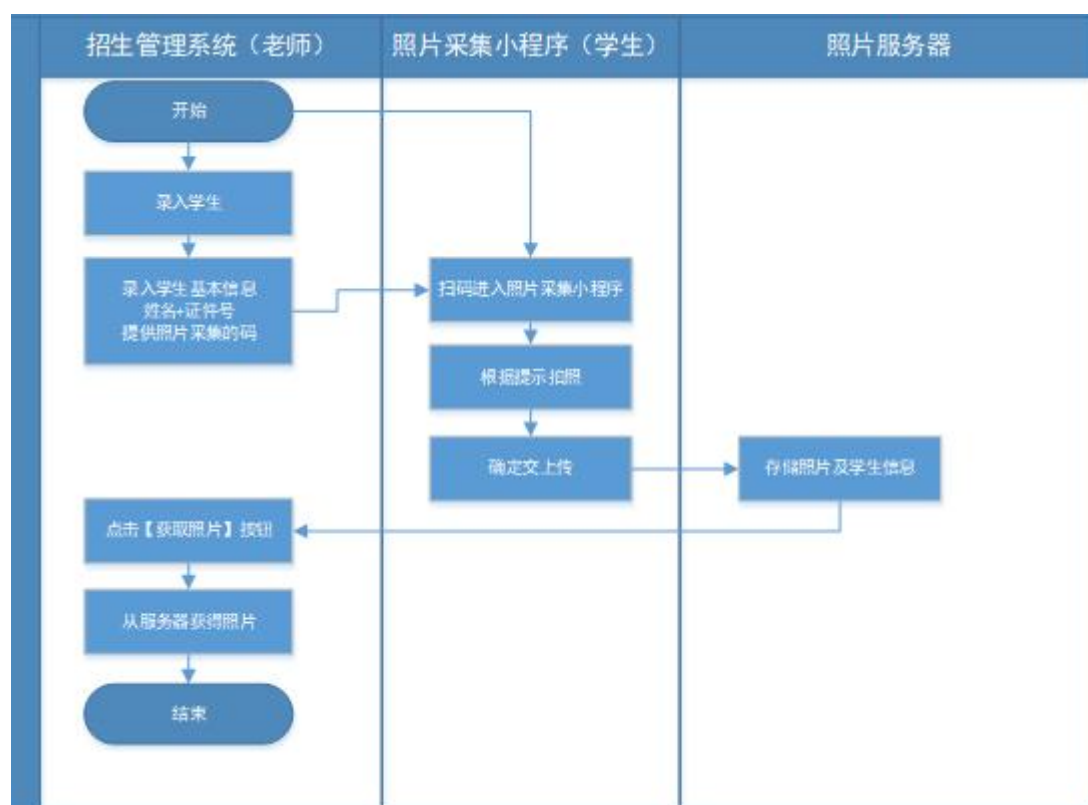 招生管理系统（老师）
照片采集小程序（学生）
照片服务器
开始
录入学生
录入学生基本信息
姓名+证件号
提供照片采集的码
扫码进入照片采集小程序
根据提示拍照
确定交上传
存储照片及学生信息
点击【获取照片】按钮
从服务器获得照片
结束